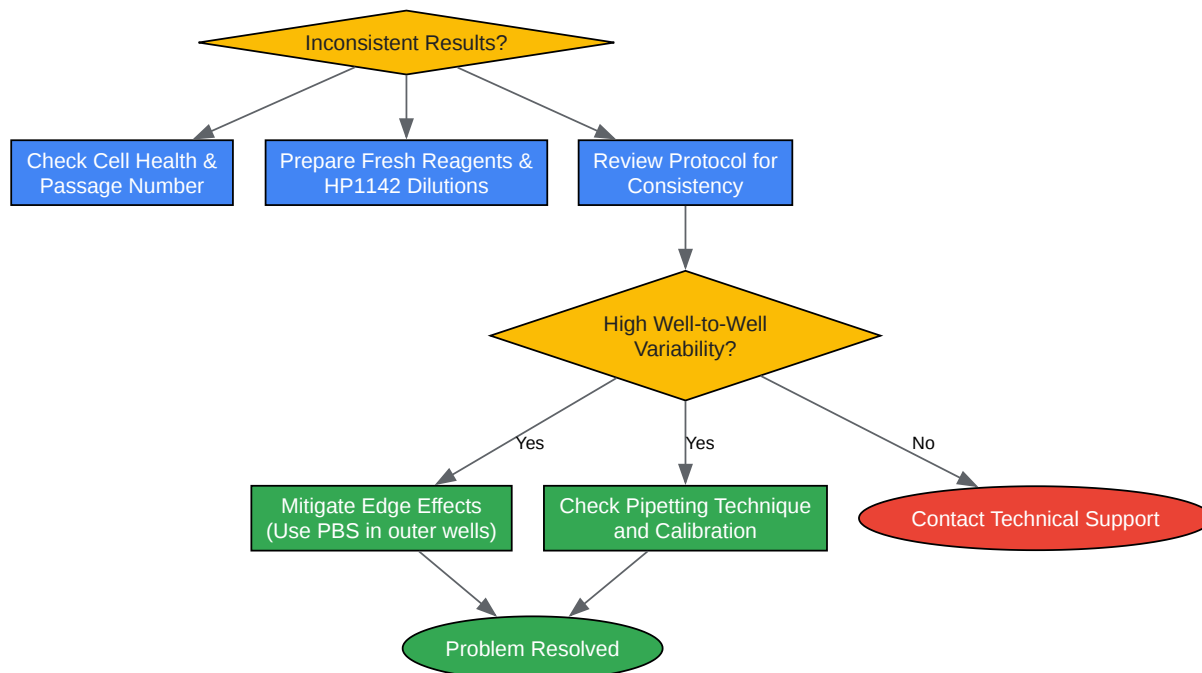 Inconsistent Results?
Check Cell Health &
Passage Number
Prepare Fresh Reagents &
HP1142 Dilutions
Review Protocol for
Consistency
High Well-to-Well
Variability?
Yes
Yes
No
Mitigate Edge Effects
(Use PBS in outer wells)
Check Pipetting Technique
and Calibration
Contact Technical Support
Problem Resolved